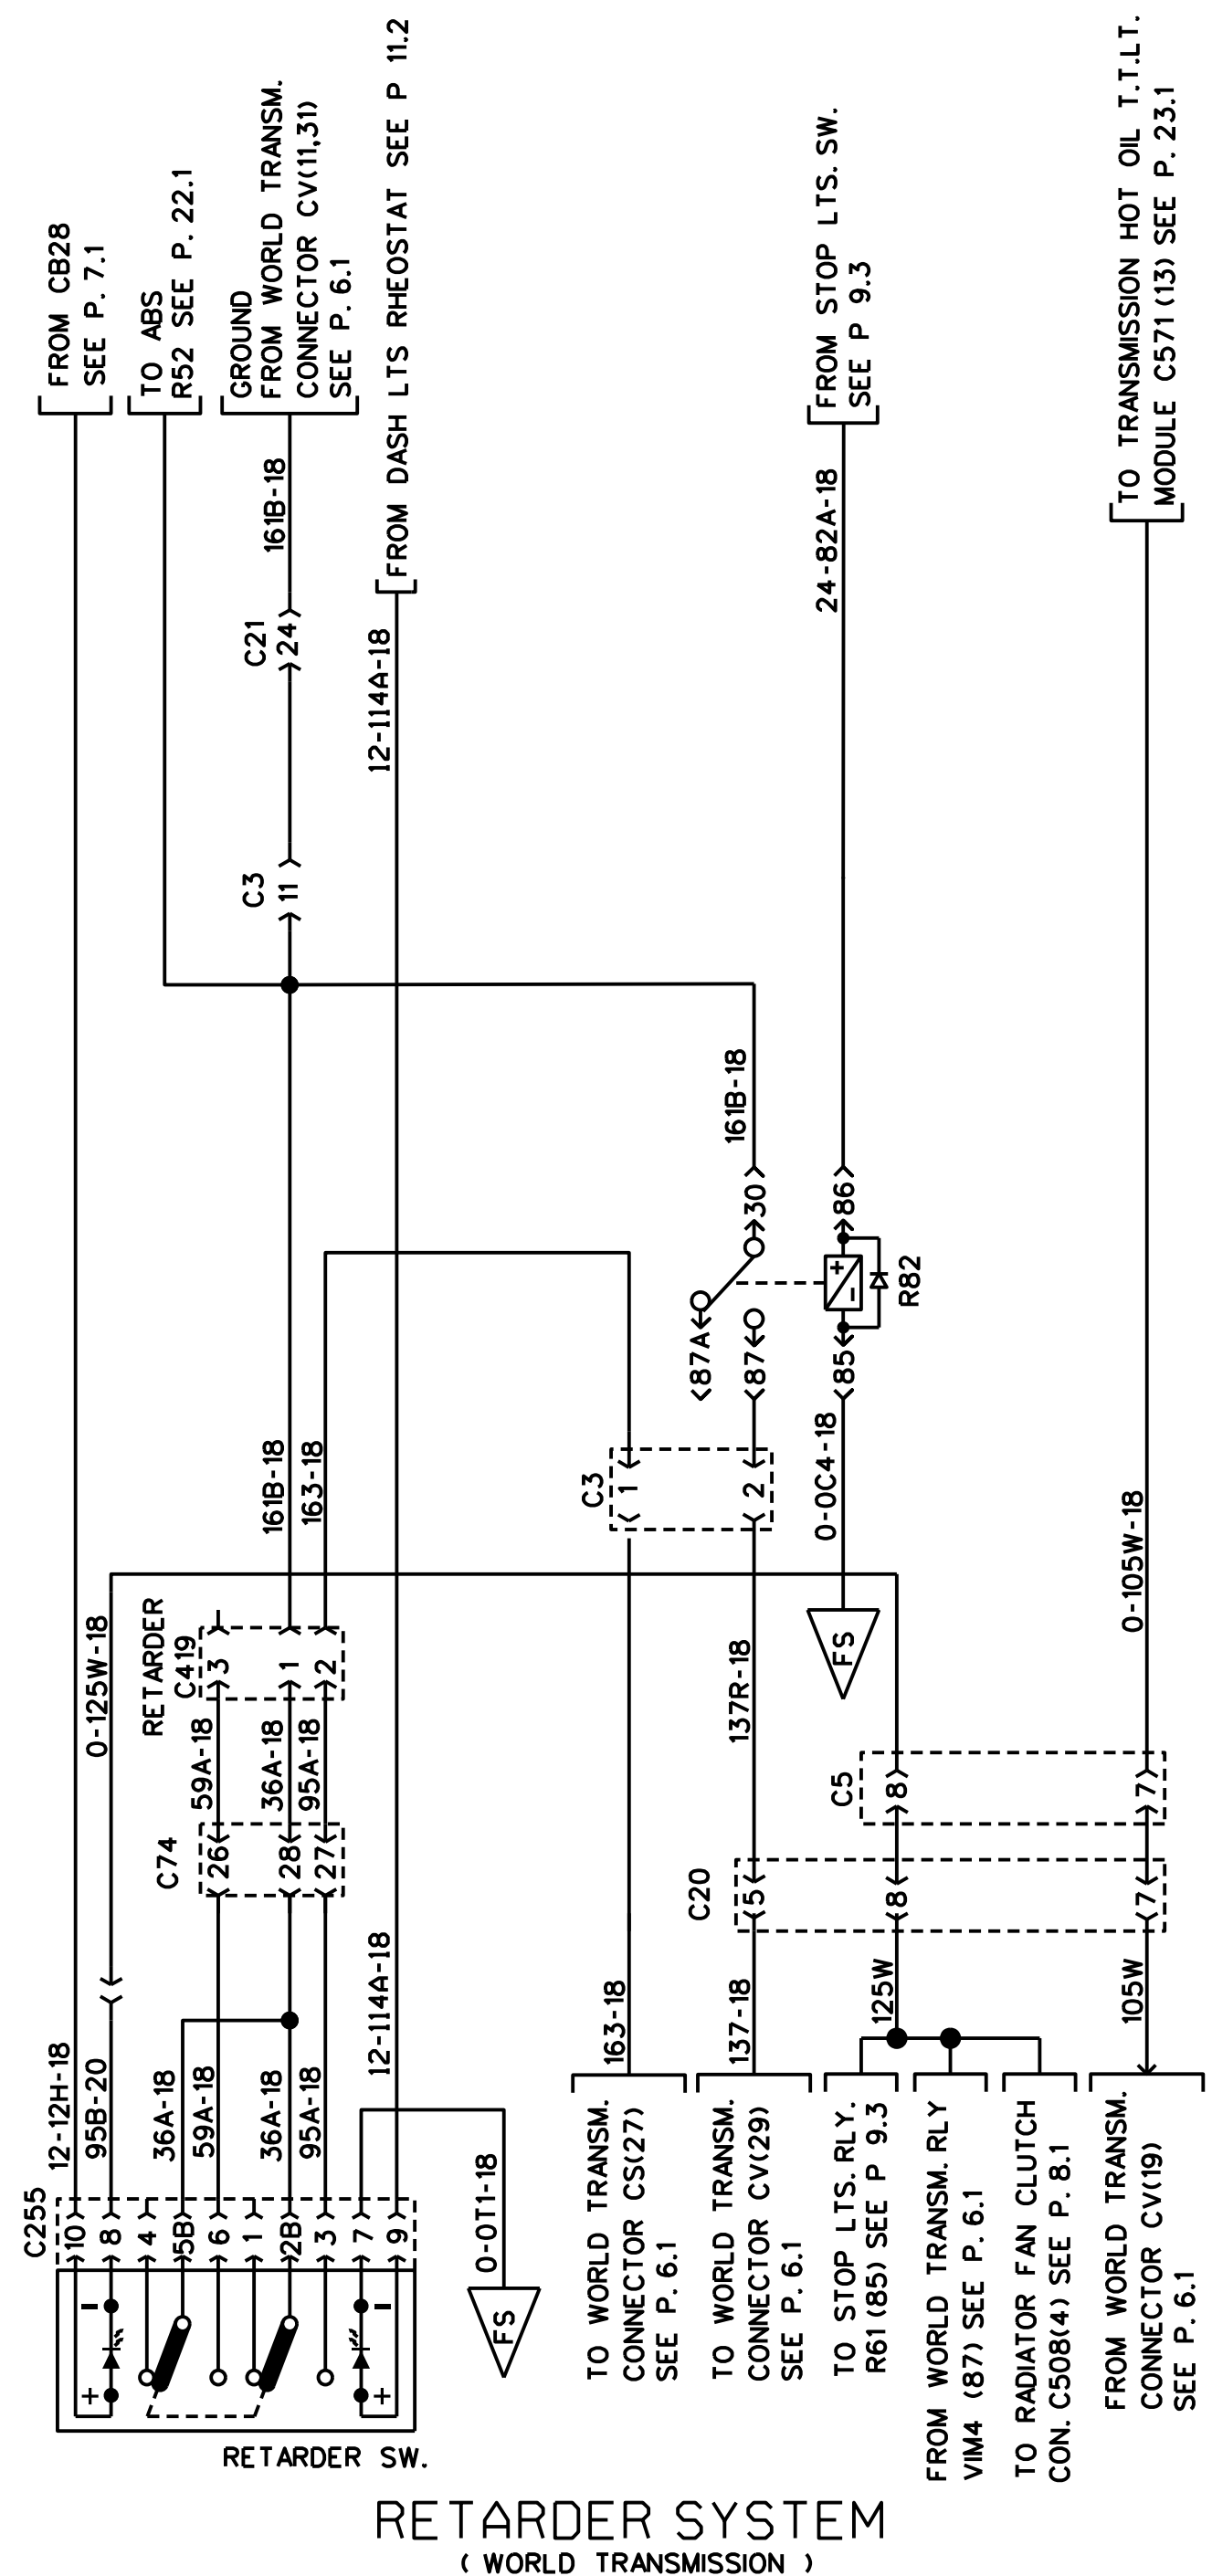 FROM CB28
SEE P. 7.1
TO ABS
R52 SEE P. 22.1
GROUND
FROM WORLD TRANSM.
CONNECTOR CV(11,31)
SEE P. 6.1
FROM DASH LTS RHEOSTAT SEE P 11.2
FROM STOP LTS. SW.
SEE P 9.3
TO TRANSMISSION HOT OIL T.T.LT.
MODULE C571 (13) SEE P. 23.1
161B-18
C21
24
12-114A-18
24-82A-18
C3
11
161B-18
30
86
87A
87
85
+
-
R82
161B-18
163-18
C3
1
2
0-0C4-18
FS
0-105W-18
0-125W-18
RETARDER
C419
3
1
2
59A-18
36A-18
95A-18
C74
26
28
27
137R-18
C5
8
7
C20
5
8
7
12-12H-18
95B-20
36A-18
59A-18
36A-18
95A-18
12-114A-18
163-18
137-18
125W
105W
C255
10
8
4
5B
6
1
2B
3
7
9
-
+
-
+
0-0T1-18
FS
RETARDER SW.
TO WORLD TRANSM.
CONNECTOR CS(27)
SEE P. 6.1
TO WORLD TRANSM.
CONNECTOR CV(29)
SEE P. 6.1
TO STOP LTS. RLY.
R61 (85) SEE P 9.3
FROM WORLD TRANSM. RLY
VIM4 (87) SEE P. 6.1
TO RADIATOR FAN CLUTCH
CON. C508(4) SEE P. 8.1
FROM WORLD TRANSM.
CONNECTOR CV(19)
SEE P. 6.1
RETARDER SYSTEM
( WORLD TRANSMISSION )